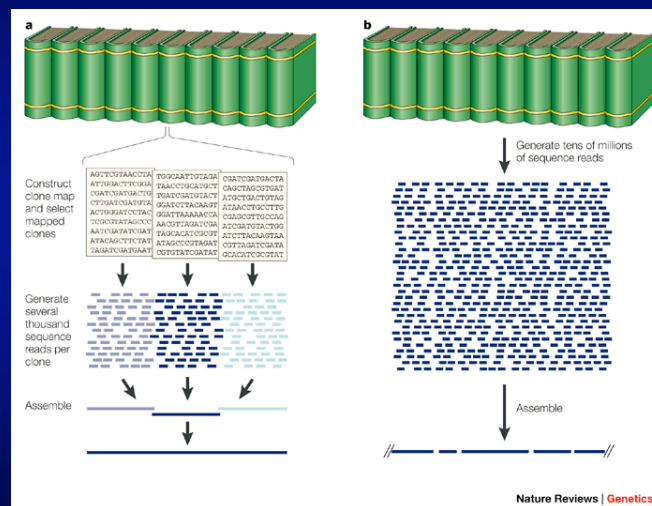 a
Construct
clone map
and select
mapped
clones
AGTTCGTAACCTA
ATTGGACTTCGGA
CGATCGATGACTG
CTTGATCGATGTA
ACTGGGATCCTAC
TCGCGTATAGCCC
AATCGATATCGAT
ATACAGCTTCTAT
TAGATCGATGAAT
TGGCAATTGTAGA
TAACCTGCATGCT
TGATCGATGTACT
GGATCTTACAAGT
GGATTAAAAACCGA
AACGTTAGATCGA
TAGCACATCGCGT
ATAGCCCGTAGAT
CGTGTATCGATAT
CGATCGATGACTA
CAGCTAGCGTGAT
ATGCTGACTGTAG
ATAACCTGCCTTG
CGAGCGTTGCCAG
ATCGATGTACTGG
ATCTTACAAGTAA
CGTTAGATCGATA
GCACATCGCGTAT
Generate
several
thousand
sequence
reads per
clone
Assemble
b
Generate tens of millions
of sequence reads
Assemble
Nature Reviews | Genetics